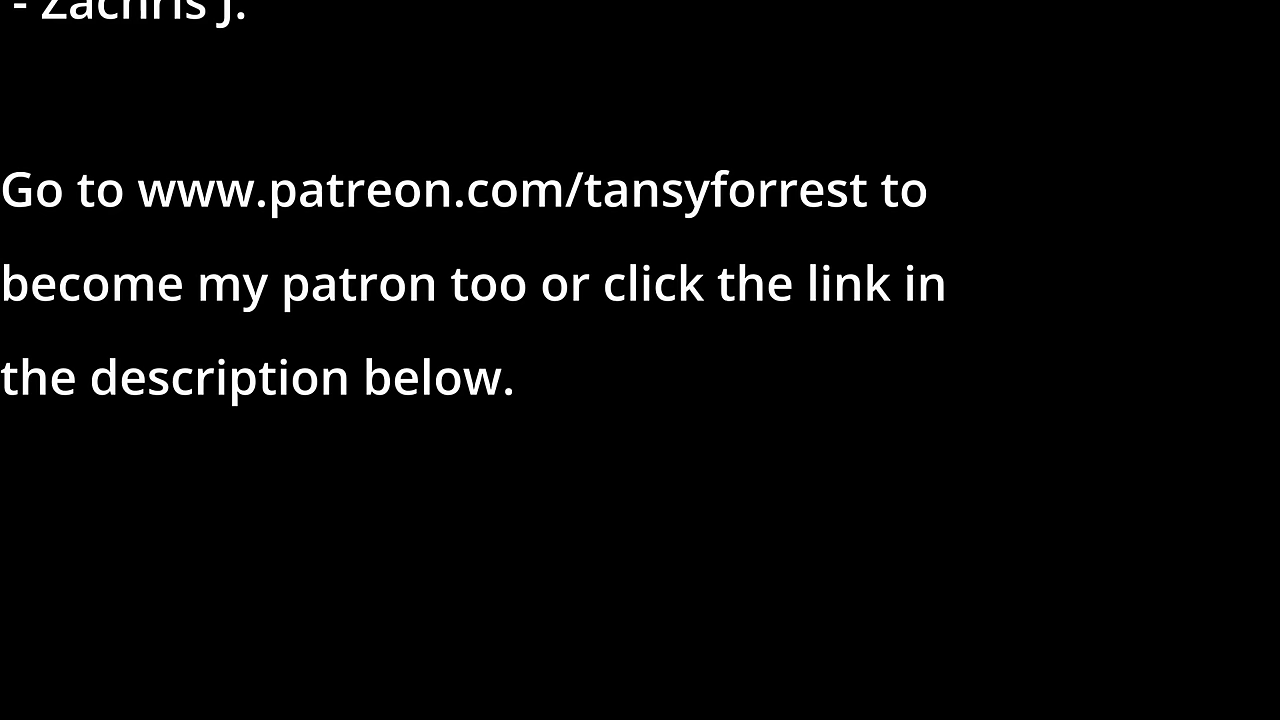 - Zachris J.
Go to www.patreon.com/tansyforrest to
become my patron too or click the link in
the description below.